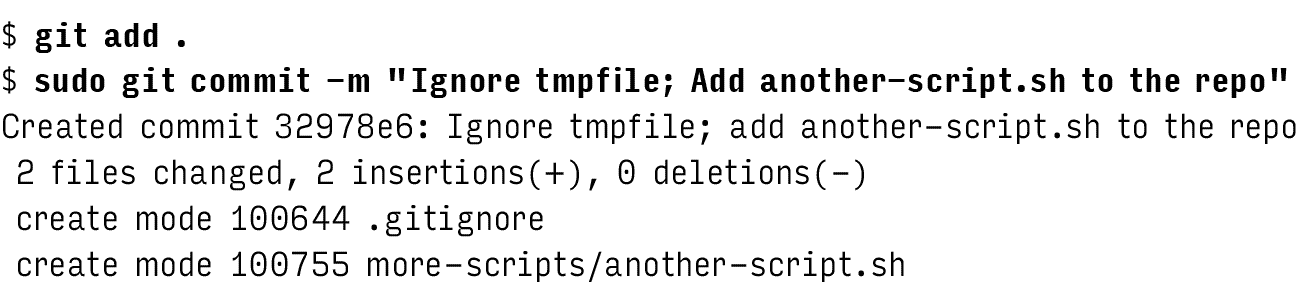 $ git add .
$ sudo git commit -m "Ignore tmpfile; Add another-script.sh to the repo"
Created commit 32978e6: Ignore tmpfile; add another-script.sh to the repo
2 files changed, 2 insertions(+), 0 deletions(-)
create mode 100644 .gitignore
create mode 100755 more-scripts/another-script.sh